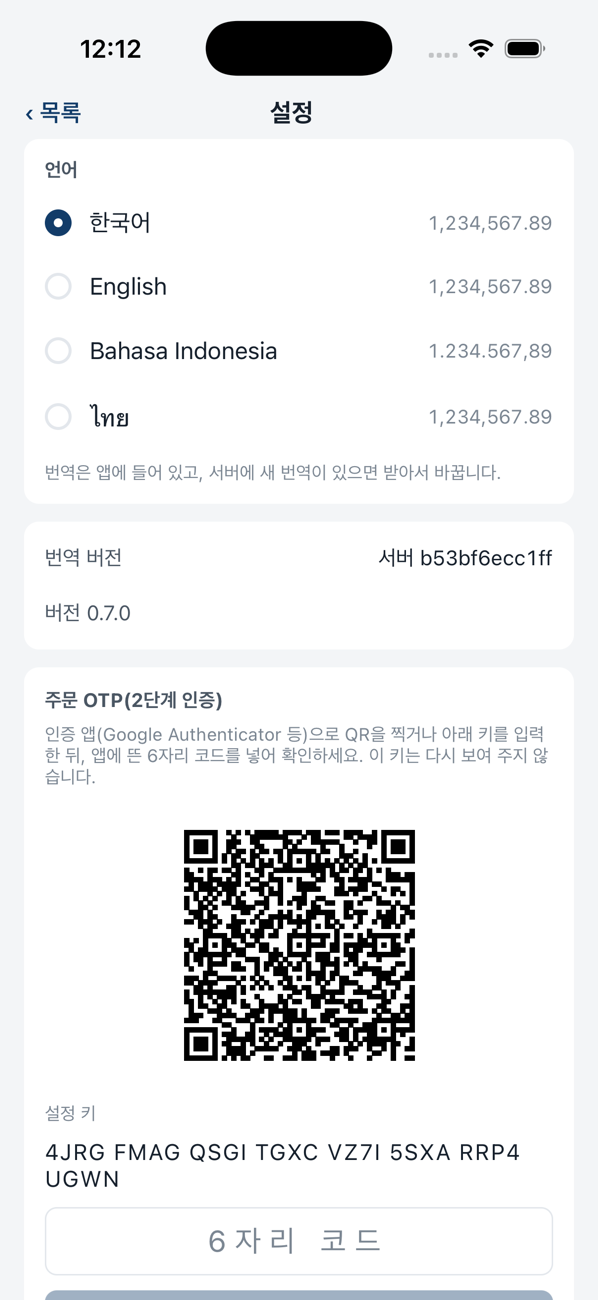 12:12
‹ 목록
설정
언어
한국어 1,234,567.89
English 1,234,567.89
Bahasa Indonesia 1.234.567,89
ไทย 1,234,567.89
번역은 앱에 들어 있고, 서버에 새 번역이 있으면 받아서 바꿉니다.
번역 버전 서버 b53bf6ecc1ff
버전 0.7.0
주문 OTP(2단계 인증)
인증 앱(Google Authenticator 등)으로 QR을 찍거나 아래 키를 입력
한 뒤, 앱에 뜬 6자리 코드를 넣어 확인하세요. 이 키는 다시 보여 주지 않
습니다.
설정 키
4JRG FMAG QSGI TGXC VZ7I 5SXA RRP4
UGWN
6자리 코드